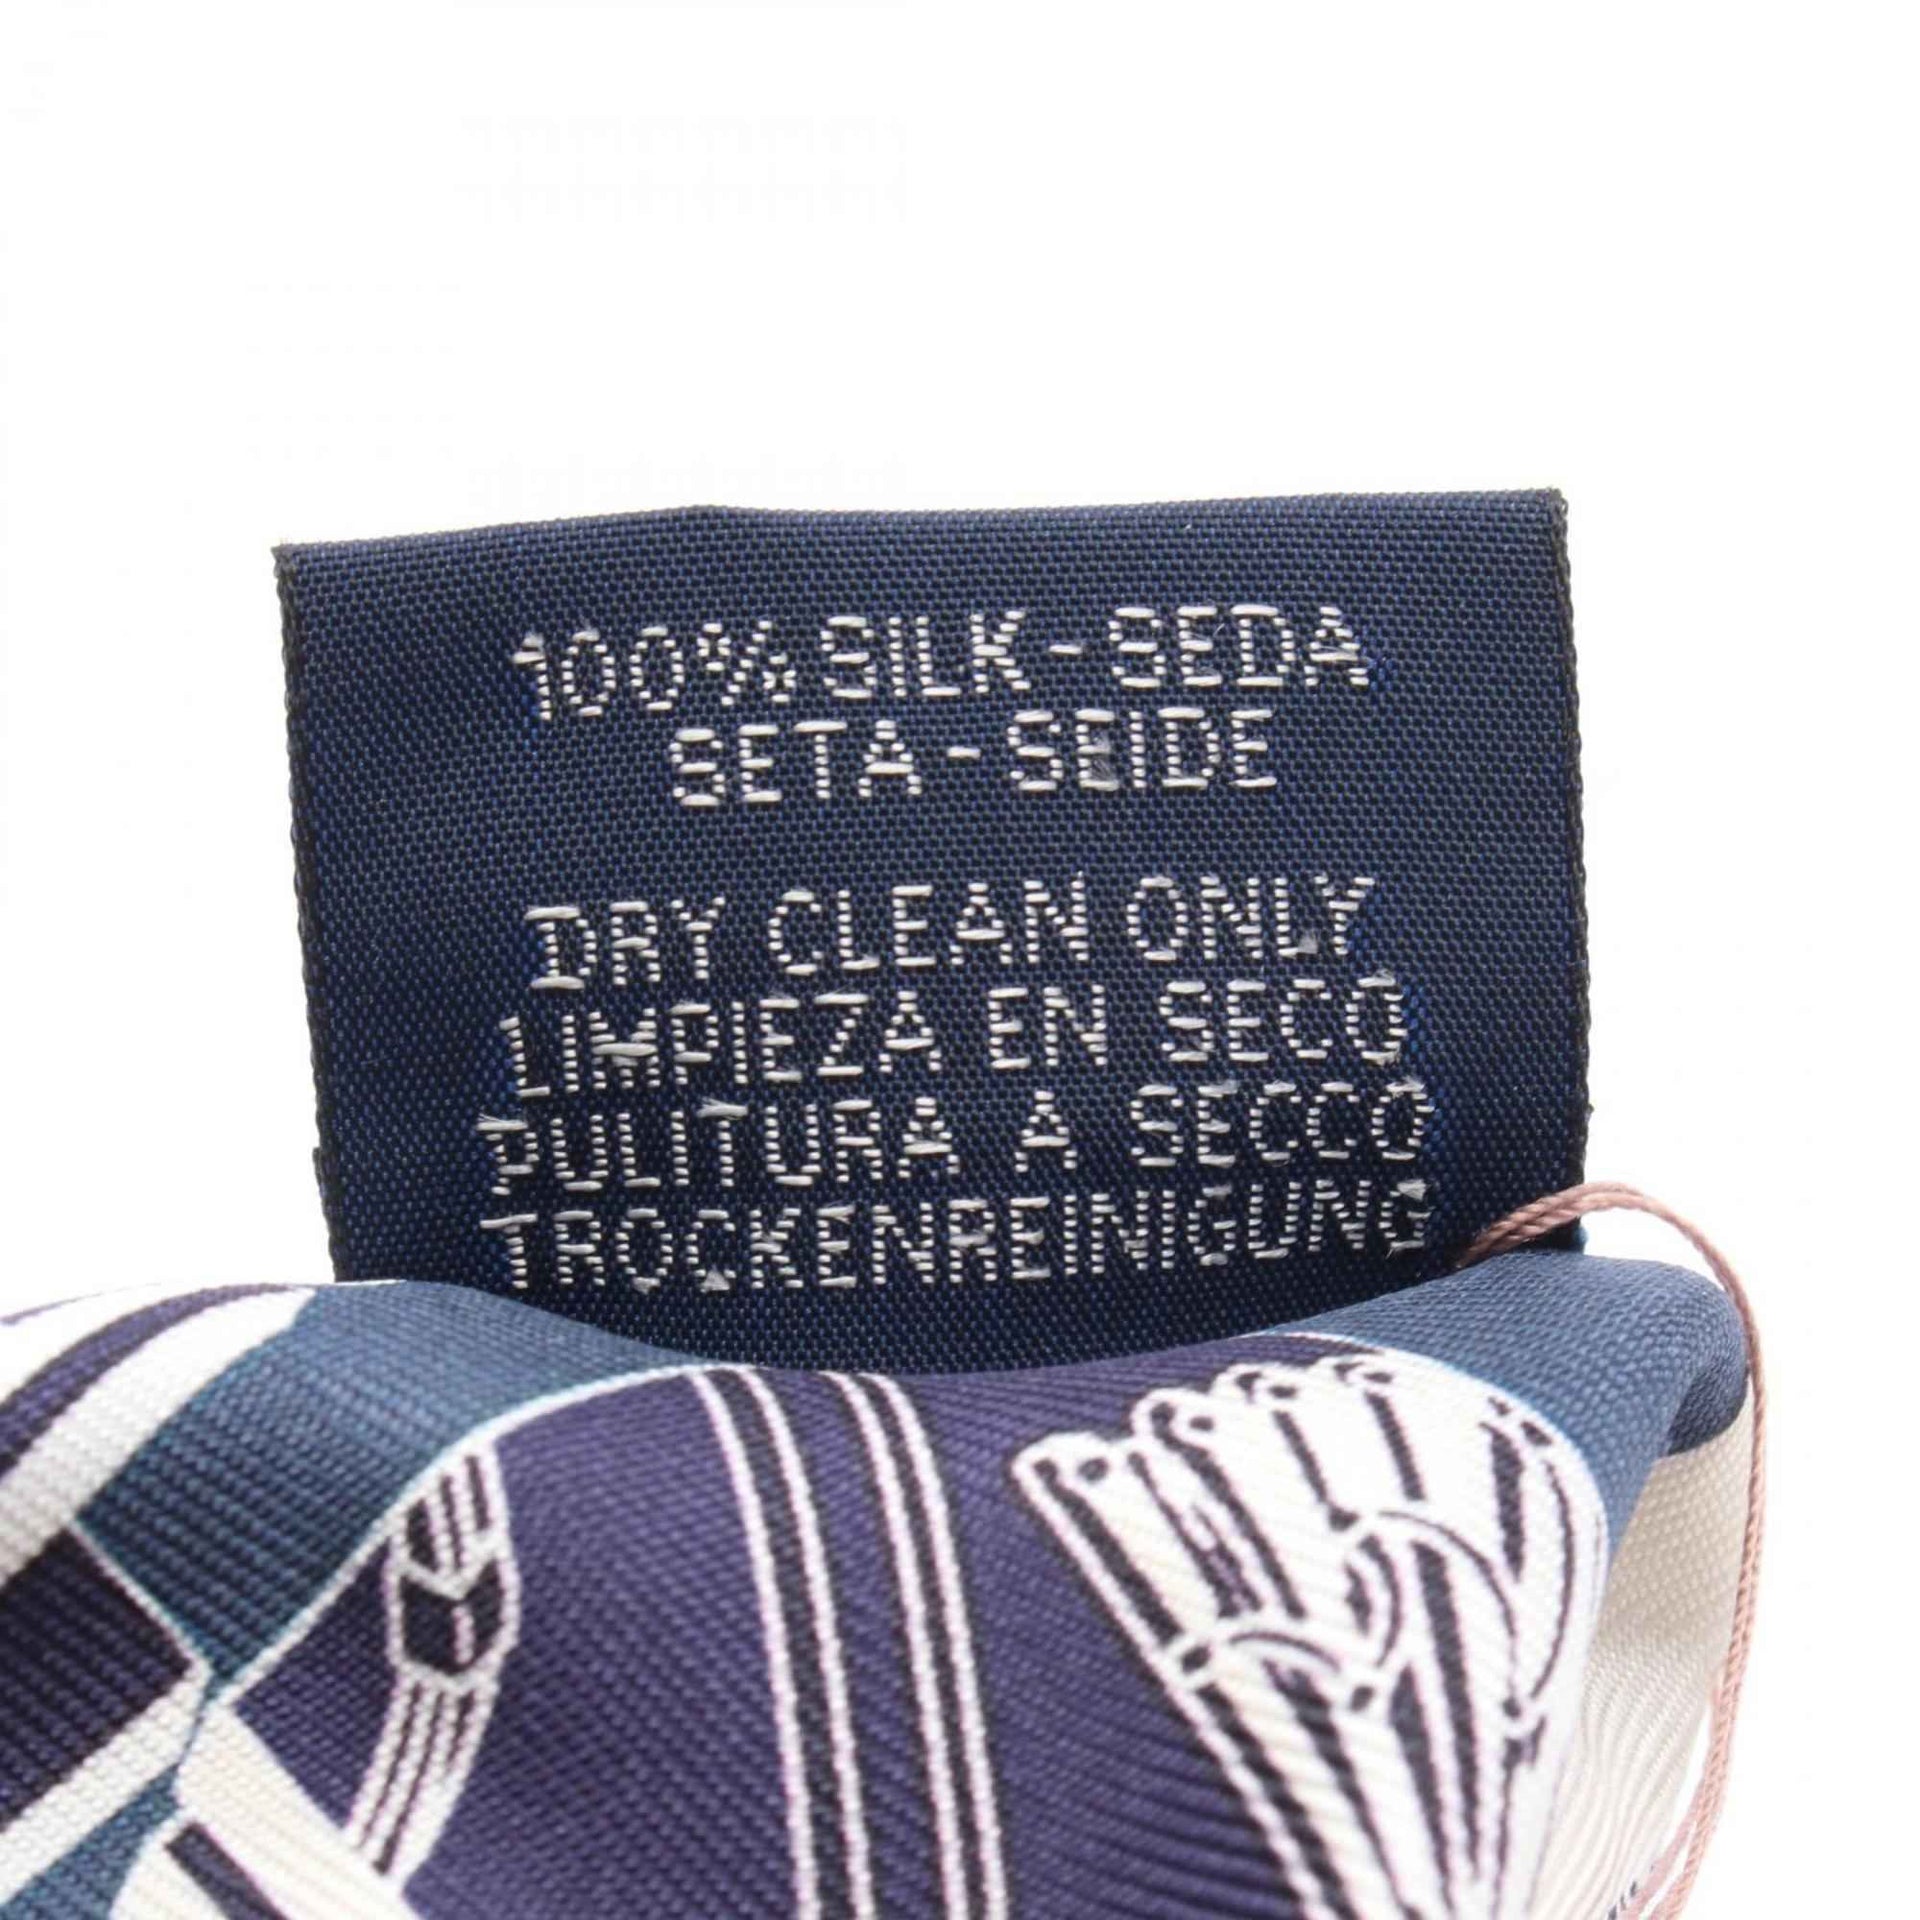 100% SILK - SEDA
SETA - SEIDE
DRY CLEAN ONLY
LIMPIEZA EN SECO
PULITURA A SECCO
TROCKENREINIGUNG